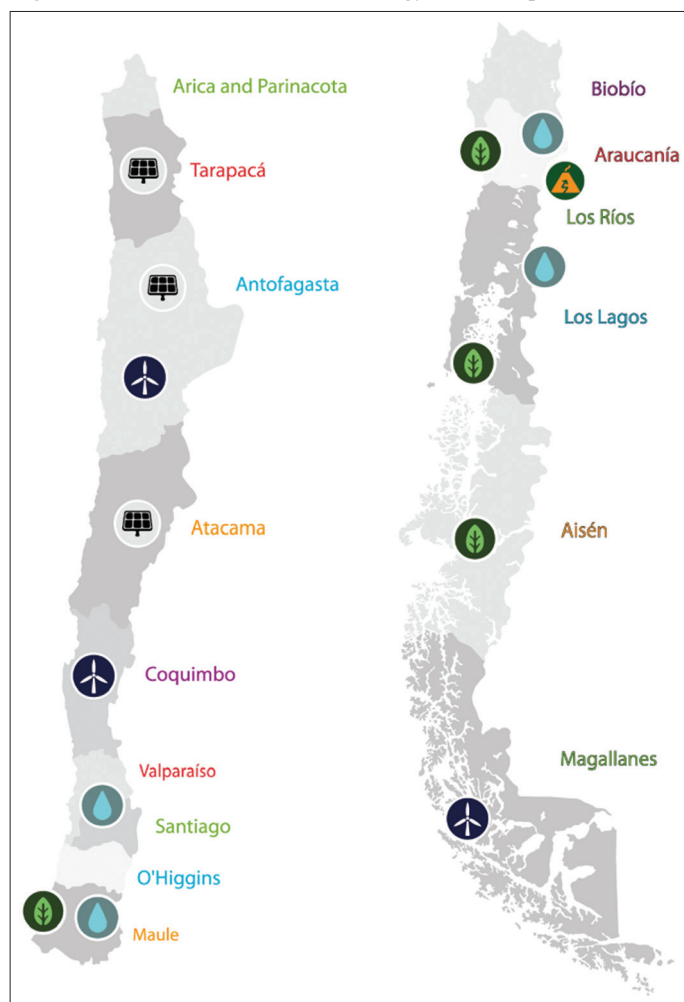 Arica and Parinacota
Tarapacá
Antofagasta
Atacama
Coquimbo
Valparaíso
Santiago
O'Higgins
Maule
Biobío
Araucanía
Los Ríos
Los Lagos
Aisén
Magallanes